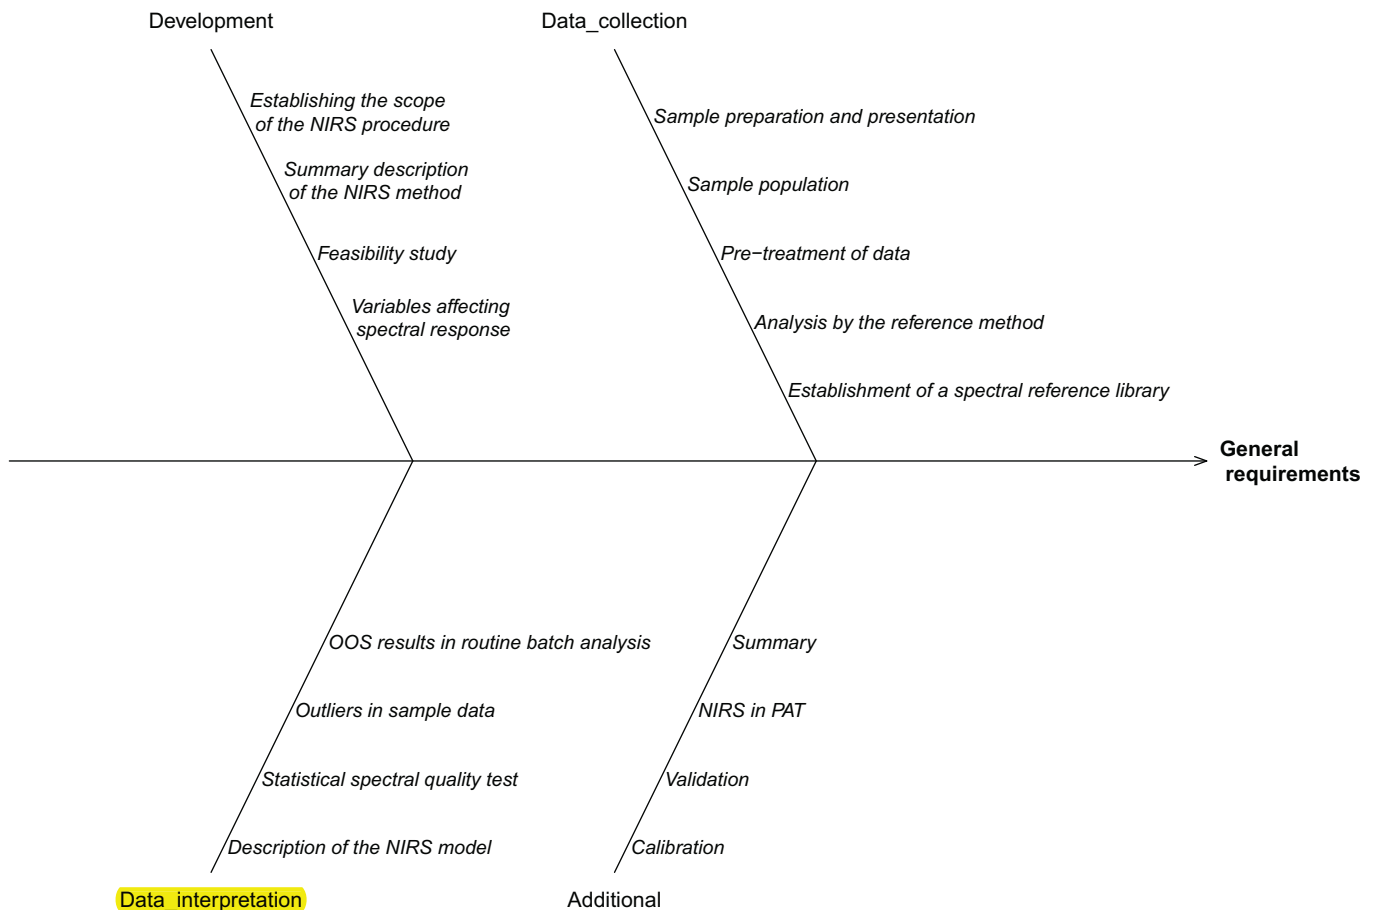 Development
Data_collection
Establishing the scope
of the NIRS procedure
Summary description
of the NIRS method
Feasibility study
Variables affecting
spectral response
Sample preparation and presentation
Sample population
Pre−treatment of data
Analysis by the reference method
Establishment of a spectral reference library
General
requirements
OOS results in routine batch analysis
Outliers in sample data
Statistical spectral quality test
Description of the NIRS model
Summary
NIRS in PAT
Validation
Calibration
Data_interpretation
Additional